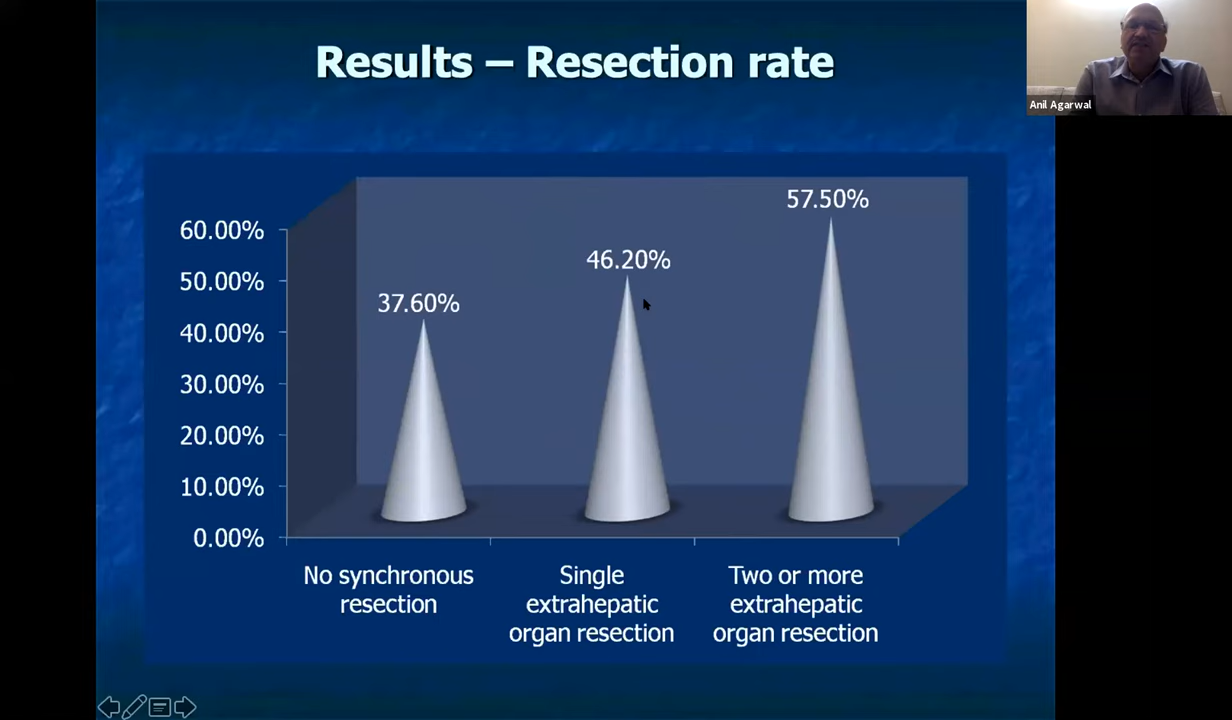 Results – Resection rate
Anil Agarwal
57.50%
46.20%
37.60%
60.00%
50.00%
40.00%
30.00%
20.00%
10.00%
0.00%
No synchronous
resection
Single
extrahepatic
organ resection
Two or more
extrahepatic
organ resection